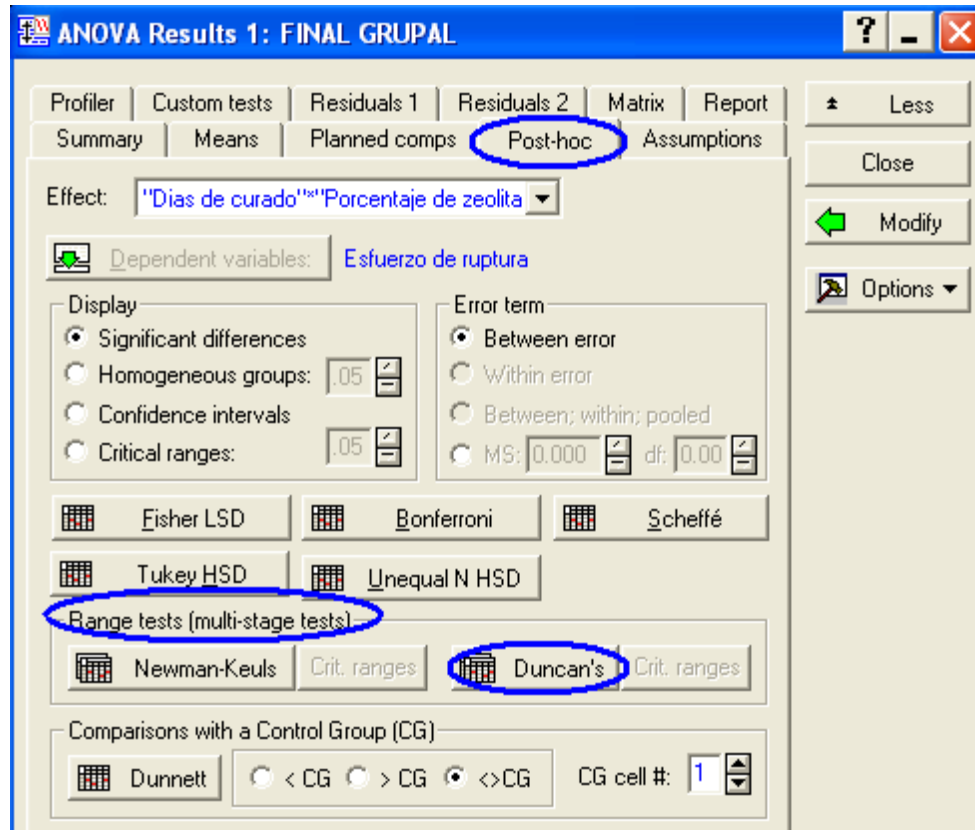 ANOVA Results 1: FINAL GRUPAL
Profiler Custom tests Residuals 1 Residuals 2 Matrix Report
Summary Means Planned comps Post-hoc Assumptions
Less
Close
Modify
Options
Effect: "Dias de curado"*"Porcentaje de zeolita
Dependent variables: Esfuerzo de ruptura
Display
Significant differences
Homogeneous groups: .05
Confidence intervals
Critical ranges: .05
Error term
Between error
Within error
Between; within; pooled
MS: 0.000 df: 0.00
Fisher LSD Bonferroni Scheffé
Tukey HSD Unequal N HSD
Range tests (multi-stage tests)
Newman-Keuls Crit. ranges Duncan's Crit. ranges
Comparisons with a Control Group (CG)
Dunnett < CG > CG <>CG CG cell #: 1